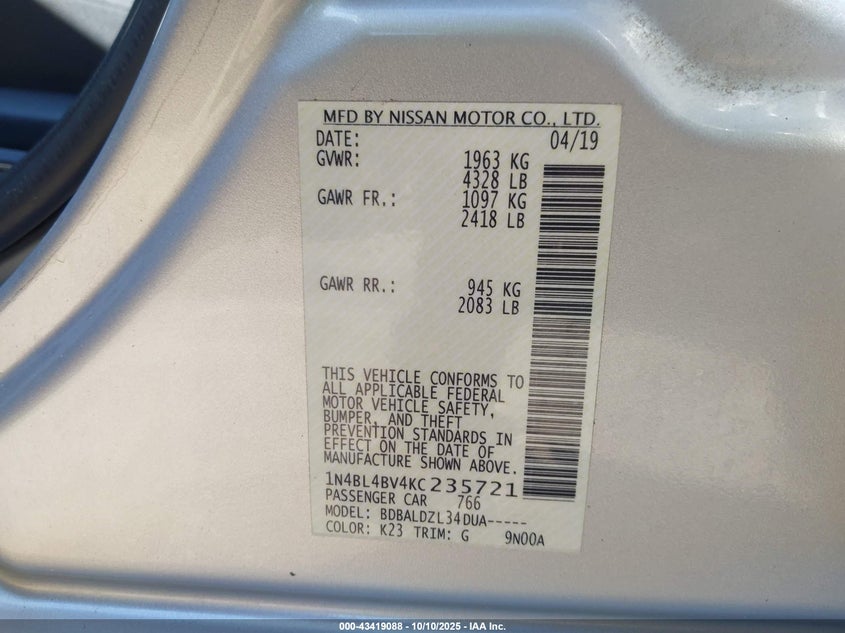 MFD BY NISSAN MOTOR CO., LTD.
DATE: 04/19
GVWR: 1963 KG
4328 LB
GAWR FR.: 1097 KG
2418 LB
GAWR RR.: 945 KG
2083 LB
THIS VEHICLE CONFORMS TO
ALL APPLICABLE FEDERAL
MOTOR VEHICLE SAFETY,
BUMPER, AND THEFT
PREVENTION STANDARDS IN
EFFECT ON THE DATE OF
MANUFACTURE SHOWN ABOVE.
1N4BL4BV4KC235721
PASSENGER CAR 766
MODEL: BDBALDZL34DUA-----
COLOR: K23 TRIM: G 9N00A
000-43419088 - 10/10/2025 - IAA Inc.